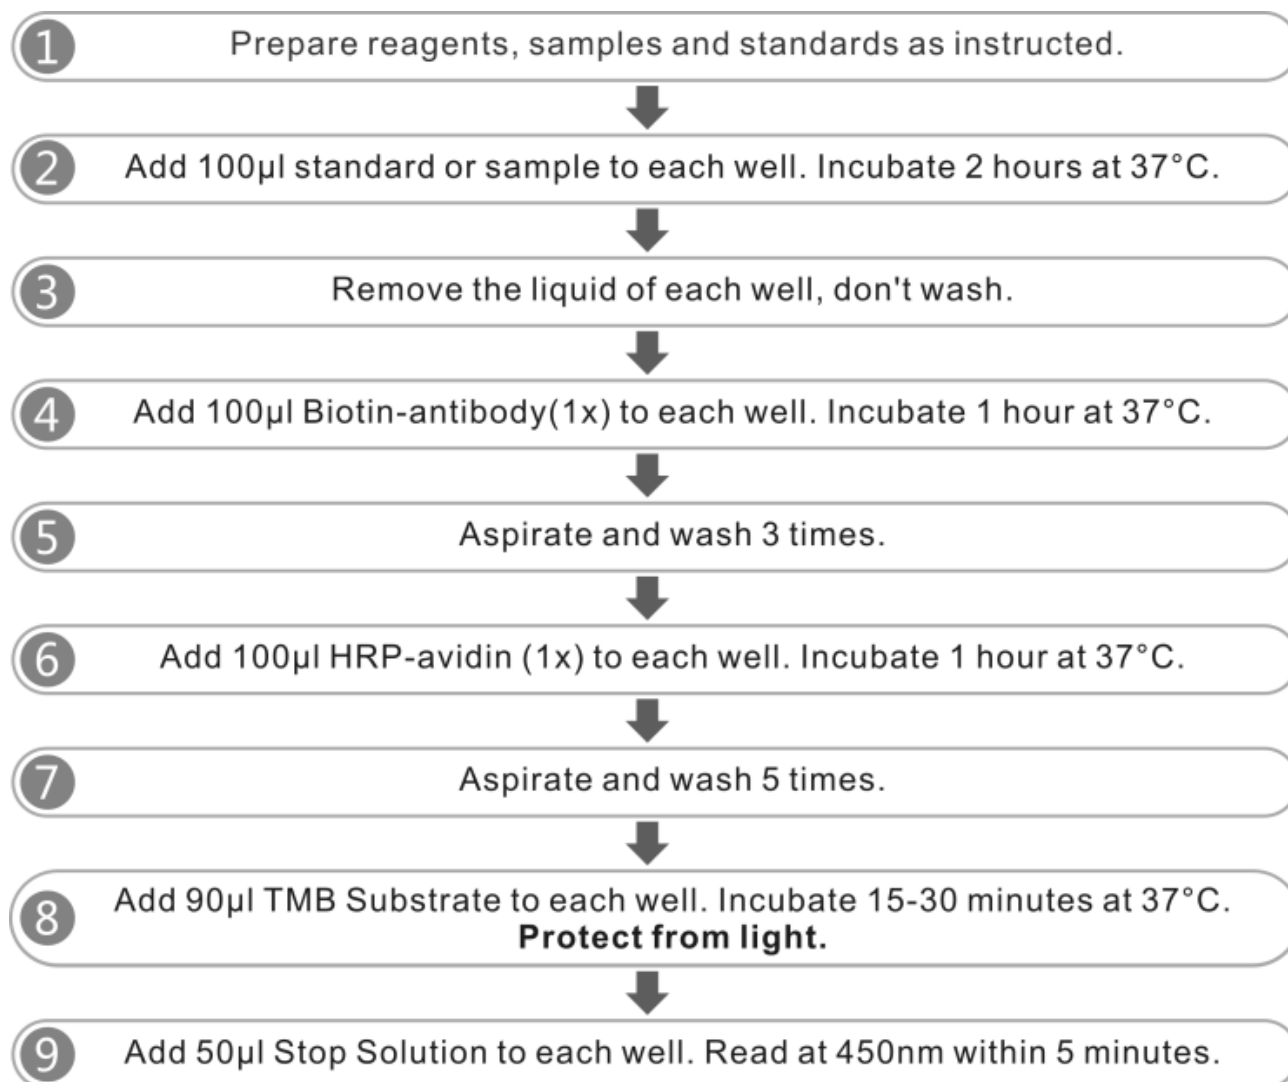 1 Prepare reagents, samples and standards as instructed.
2 Add 100µl standard or sample to each well. Incubate 2 hours at 37°C.
3 Remove the liquid of each well, don't wash.
4 Add 100µl Biotin-antibody(1x) to each well. Incubate 1 hour at 37°C.
5 Aspirate and wash 3 times.
6 Add 100µl HRP-avidin (1x) to each well. Incubate 1 hour at 37°C.
7 Aspirate and wash 5 times.
8 Add 90µl TMB Substrate to each well. Incubate 15-30 minutes at 37°C.
Protect from light.
9 Add 50µl Stop Solution to each well. Read at 450nm within 5 minutes.